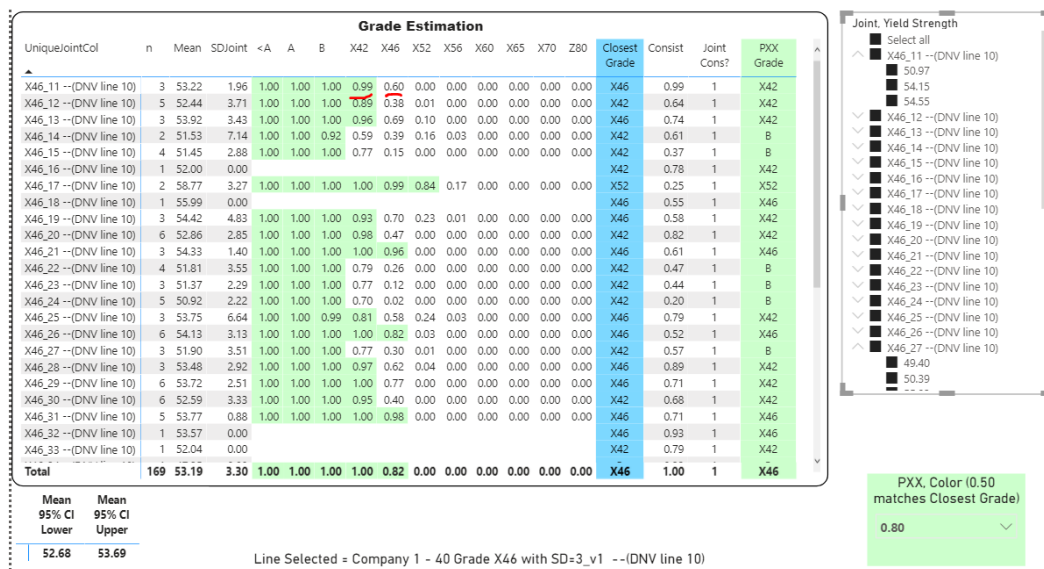 Grade Estimation
UniqueJointCol n Mean SDJoint <A A B X42 X46 X52 X56 X60 X65 X70 Z80 Closest Grade Consist Joint Cons? PXX Grade
X46_11 --(DNV line 10) 3 53.22 1.96 1.00 1.00 1.00 0.99 0.60 0.00 0.00 0.00 0.00 0.00 0.00 X46 0.99 1 X42
X46_12 --(DNV line 10) 5 52.44 3.71 1.00 1.00 1.00 0.89 0.38 0.01 0.00 0.00 0.00 0.00 0.00 X42 0.64 1 X42
X46_13 --(DNV line 10) 3 53.92 3.43 1.00 1.00 1.00 0.96 0.69 0.10 0.00 0.00 0.00 0.00 0.00 X46 0.74 1 X42
X46_14 --(DNV line 10) 2 51.53 7.14 1.00 1.00 0.92 0.59 0.39 0.16 0.03 0.00 0.00 0.00 0.00 X42 0.61 1 B
X46_15 --(DNV line 10) 4 51.45 2.88 1.00 1.00 1.00 0.77 0.15 0.00 0.00 0.00 0.00 0.00 0.00 X42 0.37 1 B
X46_16 --(DNV line 10) 1 52.00 0.00 X42 0.78 1 X42
X46_17 --(DNV line 10) 2 58.77 3.27 1.00 1.00 1.00 1.00 0.99 0.84 0.17 0.00 0.00 0.00 0.00 X52 0.25 1 X52
X46_18 --(DNV line 10) 1 55.99 0.00 X46 0.55 1 X46
X46_19 --(DNV line 10) 3 54.42 4.83 1.00 1.00 1.00 0.93 0.70 0.23 0.01 0.00 0.00 0.00 0.00 X46 0.58 1 X42
X46_20 --(DNV line 10) 6 52.86 2.85 1.00 1.00 1.00 0.98 0.47 0.00 0.00 0.00 0.00 0.00 0.00 X42 0.82 1 X42
X46_21 --(DNV line 10) 3 54.33 1.40 1.00 1.00 1.00 1.00 0.96 0.00 0.00 0.00 0.00 0.00 0.00 X46 0.61 1 X46
X46_22 --(DNV line 10) 4 51.81 3.55 1.00 1.00 1.00 0.79 0.26 0.00 0.00 0.00 0.00 0.00 0.00 X42 0.47 1 B
X46_23 --(DNV line 10) 3 51.37 2.29 1.00 1.00 1.00 0.77 0.12 0.00 0.00 0.00 0.00 0.00 0.00 X42 0.44 1 B
X46_24 --(DNV line 10) 5 50.92 2.22 1.00 1.00 1.00 0.70 0.02 0.00 0.00 0.00 0.00 0.00 0.00 X42 0.20 1 B
X46_25 --(DNV line 10) 3 53.75 6.64 1.00 1.00 0.99 0.81 0.58 0.24 0.03 0.00 0.00 0.00 0.00 X46 0.79 1 X42
X46_26 --(DNV line 10) 6 54.13 3.13 1.00 1.00 1.00 1.00 0.82 0.03 0.00 0.00 0.00 0.00 0.00 X46 0.52 1 X46
X46_27 --(DNV line 10) 3 51.90 3.51 1.00 1.00 1.00 0.77 0.30 0.01 0.00 0.00 0.00 0.00 0.00 X42 0.57 1 B
X46_28 --(DNV line 10) 3 53.48 2.92 1.00 1.00 1.00 0.97 0.62 0.04 0.00 0.00 0.00 0.00 0.00 X46 0.89 1 X42
X46_29 --(DNV line 10) 6 53.72 2.51 1.00 1.00 1.00 1.00 0.77 0.00 0.00 0.00 0.00 0.00 0.00 X46 0.71 1 X42
X46_30 --(DNV line 10) 6 52.59 3.33 1.00 1.00 1.00 0.95 0.40 0.00 0.00 0.00 0.00 0.00 0.00 X42 0.68 1 X42
X46_31 --(DNV line 10) 5 53.77 0.88 1.00 1.00 1.00 1.00 0.98 0.00 0.00 0.00 0.00 0.00 0.00 X46 0.71 1 X46
X46_32 --(DNV line 10) 1 53.57 0.00 X46 0.93 1 X46
X46_33 --(DNV line 10) 1 52.04 0.00 X42 0.79 1 X42
Total 169 53.19 3.30 1.00 1.00 1.00 1.00 0.82 0.00 0.00 0.00 0.00 0.00 0.00 X46 1.00 1 X46
Mean 95% CI Lower
Mean 95% CI Upper
52.68 53.69
Line Selected = Company 1 - 40 Grade X46 with SD=3_v1 --(DNV line 10)
Joint, Yield Strength
Select all
X46_11 --(DNV line 10)
50.97
54.15
54.55
X46_12 --(DNV line 10)
X46_13 --(DNV line 10)
X46_14 --(DNV line 10)
X46_15 --(DNV line 10)
X46_16 --(DNV line 10)
X46_17 --(DNV line 10)
X46_18 --(DNV line 10)
X46_19 --(DNV line 10)
X46_20 --(DNV line 10)
X46_21 --(DNV line 10)
X46_22 --(DNV line 10)
X46_23 --(DNV line 10)
X46_24 --(DNV line 10)
X46_25 --(DNV line 10)
X46_26 --(DNV line 10)
X46_27 --(DNV line 10)
49.40
50.39
PXX, Color (0.50
matches Closest Grade)
0.80